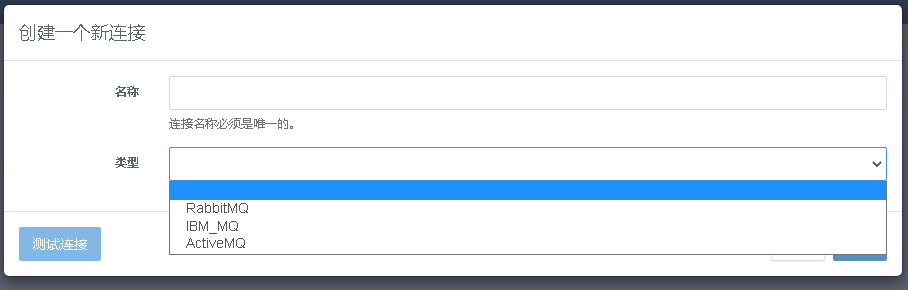 创建一个新连接
名称
连接名称必须是唯一的。
类型
RabbitMQ
IBM_MQ
ActiveMQ
测试连接